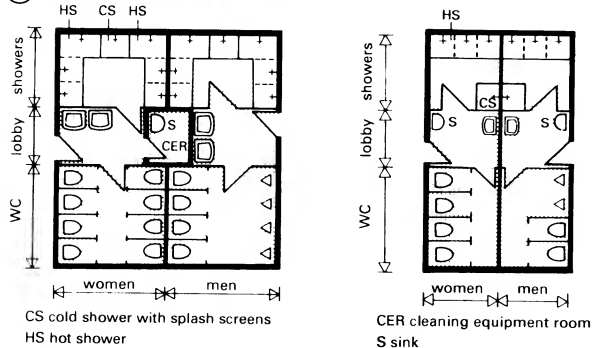 HS CS HS
HS
showers
showers
CS
S
S
S
CER
lobby
lobby
WC
WC
women men
women men
CS cold shower with splash screens
HS hot shower
CER cleaning equipment room
S sink